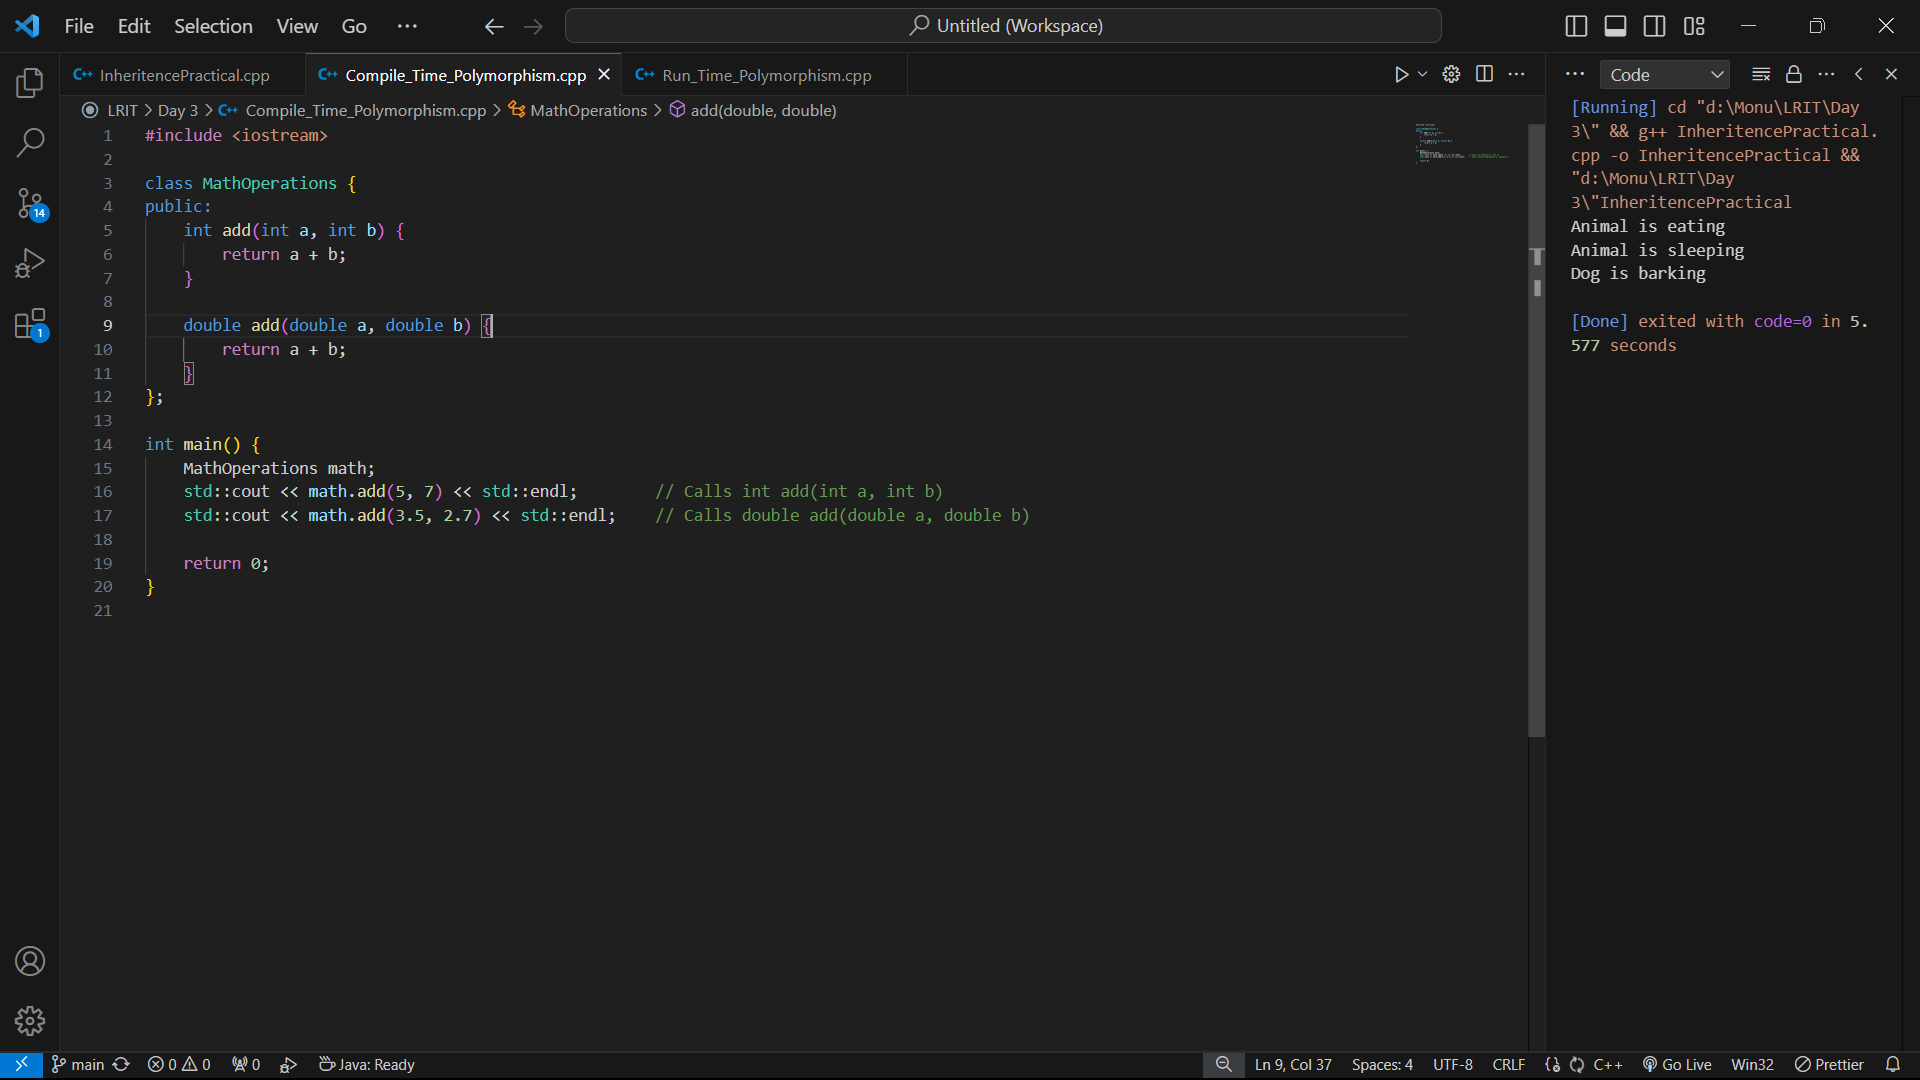 File Edit Selection View Go ··· Untitled (Workspace)
InheritencePractical.cpp Compile_Time_Polymorphism.cpp Run_Time_Polymorphism.cpp
LRIT > Day 3 > Compile_Time_Polymorphism.cpp > MathOperations > add(double, double)
1 #include <iostream>
2
3 class MathOperations {
4 public:
5     int add(int a, int b) {
6         return a + b;
7     }
8
9     double add(double a, double b) {
10         return a + b;
11     }
12 };
13
14 int main() {
15     MathOperations math;
16     std::cout << math.add(5, 7) << std::endl;        // Calls int add(int a, int b)
17     std::cout << math.add(3.5, 2.7) << std::endl;    // Calls double add(double a, double b)
18
19     return 0;
20 }
21
Code
[Running] cd "d:\Monu\LRIT\Day
3\" && g++ InheritencePractical.
cpp -o InheritencePractical &&
"d:\Monu\LRIT\Day
3\"InheritencePractical
Animal is eating
Animal is sleeping
Dog is barking
[Done] exited with code=0 in 5.
577 seconds
14
1
main 0 0 0 Java: Ready Ln 9, Col 37 Spaces: 4 UTF-8 CRLF C++ Go Live Win32 Prettier